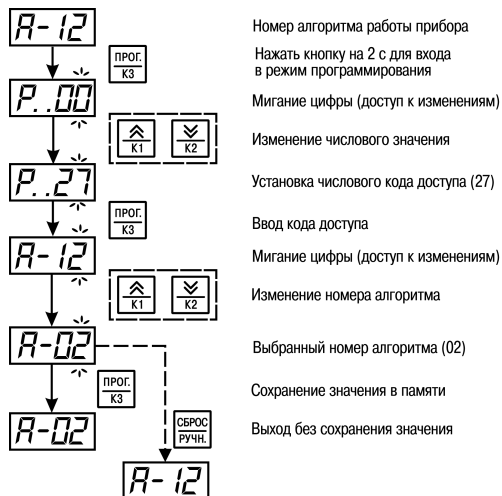 A-12
Номер алгоритма работы прибора
ПРОГ.
К3
Нажать кнопку на 2 с для входа
в режим программирования
P..00
Мигание цифры (доступ к изменениям)
К1 К2
Изменение числового значения
P..27
Установка числового кода доступа (27)
ПРОГ.
К3
Ввод кода доступа
A-12
Мигание цифры (доступ к изменениям)
К1 К2
Изменение номера алгоритма
A-02
Выбранный номер алгоритма (02)
ПРОГ.
К3
Сохранение значения в памяти
A-02
СБРОС
РУЧН.
Выход без сохранения значения
A-12